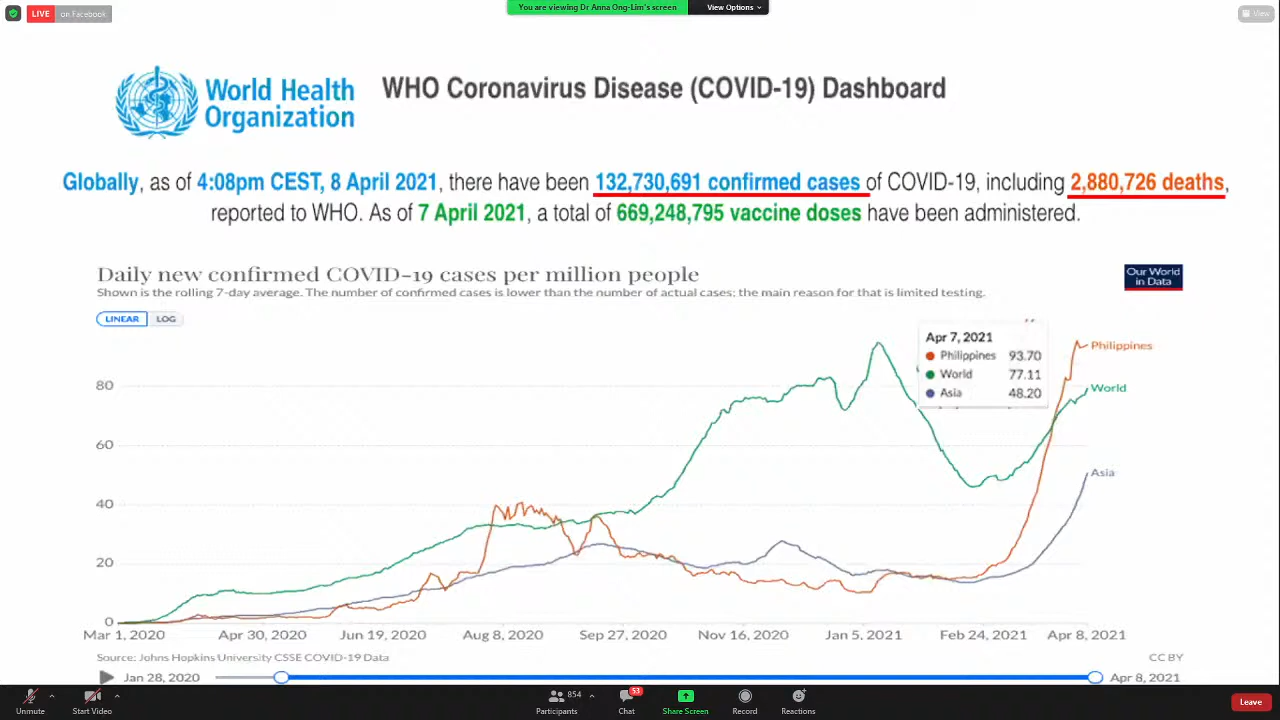 LIVE on Facebook
You are viewing Dr Anna Ong-Lim's screen
View Options
View
World Health
Organization
WHO Coronavirus Disease (COVID-19) Dashboard
Globally, as of 4:08pm CEST, 8 April 2021, there have been 132,730,691 confirmed cases of COVID-19, including 2,880,726 deaths,
reported to WHO. As of 7 April 2021, a total of 669,248,795 vaccine doses have been administered.
Daily new confirmed COVID-19 cases per million people
Shown is the rolling 7-day average. The number of confirmed cases is lower than the number of actual cases; the main reason for that is limited testing.
Our World
in Data
LINEAR LOG
Apr 7, 2021
Philippines 93.70
World 77.11
Asia 48.20
Philippines
World
Asia
80
60
40
20
0
Mar 1, 2020 Apr 30, 2020 Jun 19, 2020 Aug 8, 2020 Sep 27, 2020 Nov 16, 2020 Jan 5, 2021 Feb 24, 2021 Apr 8, 2021
Source: Johns Hopkins University CSSE COVID-19 Data
CC BY
Jan 28, 2020
Apr 8, 2021
Unmute
Start Video
854
Participants
53
Chat
Share Screen
Record
Reactions
Leave